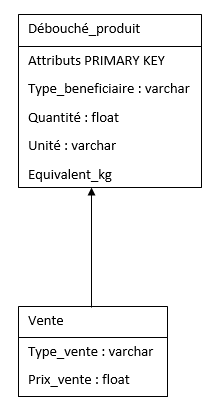 Débouché_produit
Attributs PRIMARY KEY
Type_beneficiaire : varchar
Quantité : float
Unité : varchar
Equivalent_kg
Vente
Type_vente : varchar
Prix_vente : float